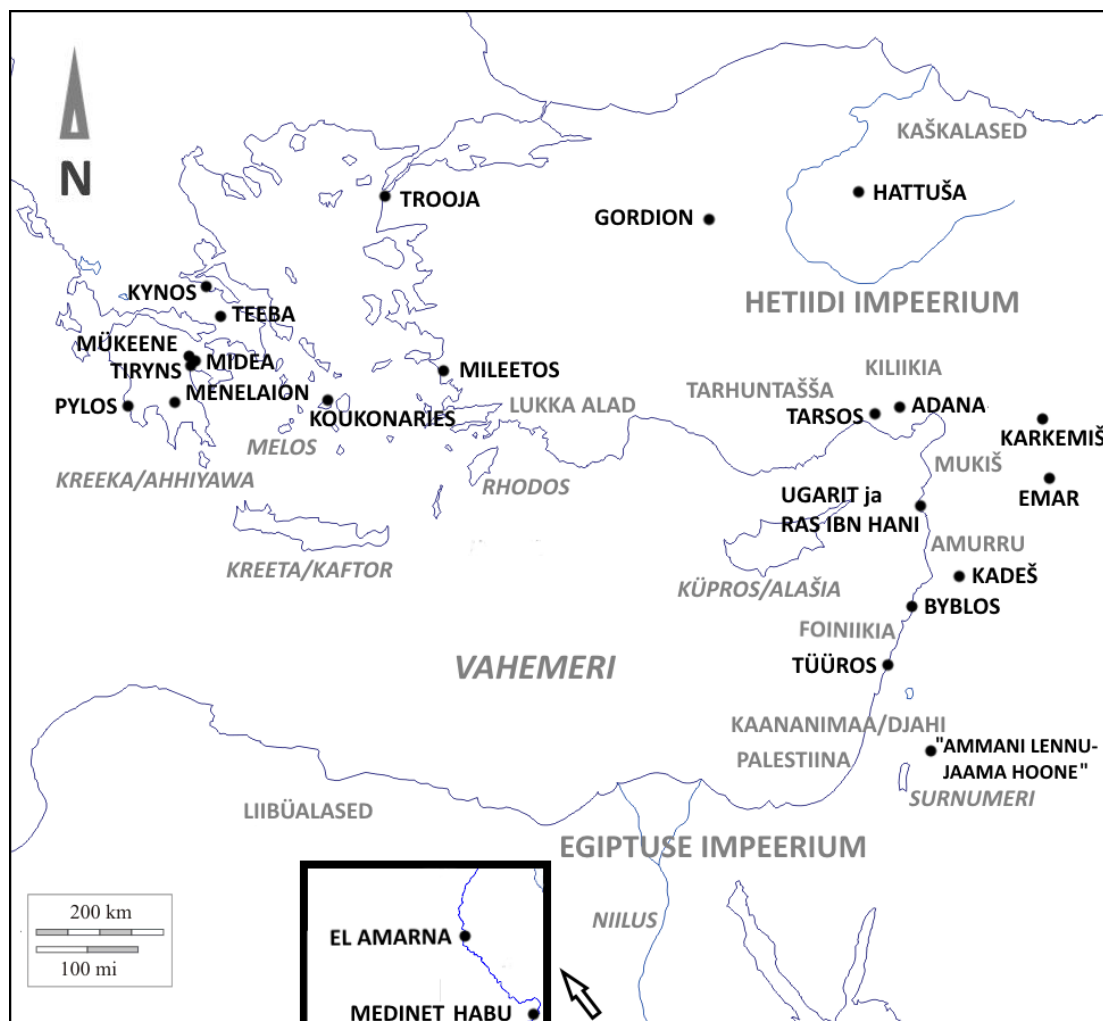 KAŠKALASED
N
TROOJA
HATTUŠA
GORDION
KYNOS
TEEBA
HETIIDI IMPEERIUM
MÜKEENE
MIDEA
TIRYNS
MILEETOS
KILIIKIA
TARHUNTAŠŠA
PYLOS
MENELAION
KOUKONARIES
LUKKA ALAD
TARSOS
ADANA
KARKEMIŠ
MELOS
MUKIŠ
KREEKA/AHHIYAWA
RHODOS
EMAR
UGARIT ja
RAS IBN HANI
AMURRU
KREETA/KAFTOR
KADEŠ
KÜPROS/ALAŠIA
BYBLOS
FOINIIKIA
VAHEMERI
TÜÜROS
KAANANIMAA/DJAHI
PALESTIINA
"AMMANI LENNU-
JAAMA HOONE"
SURNUMERI
LIIBÜALASED
EGIPTUSE IMPEERIUM
200 km
100 mi
NIILUS
EL AMARNA
MEDINET HABU